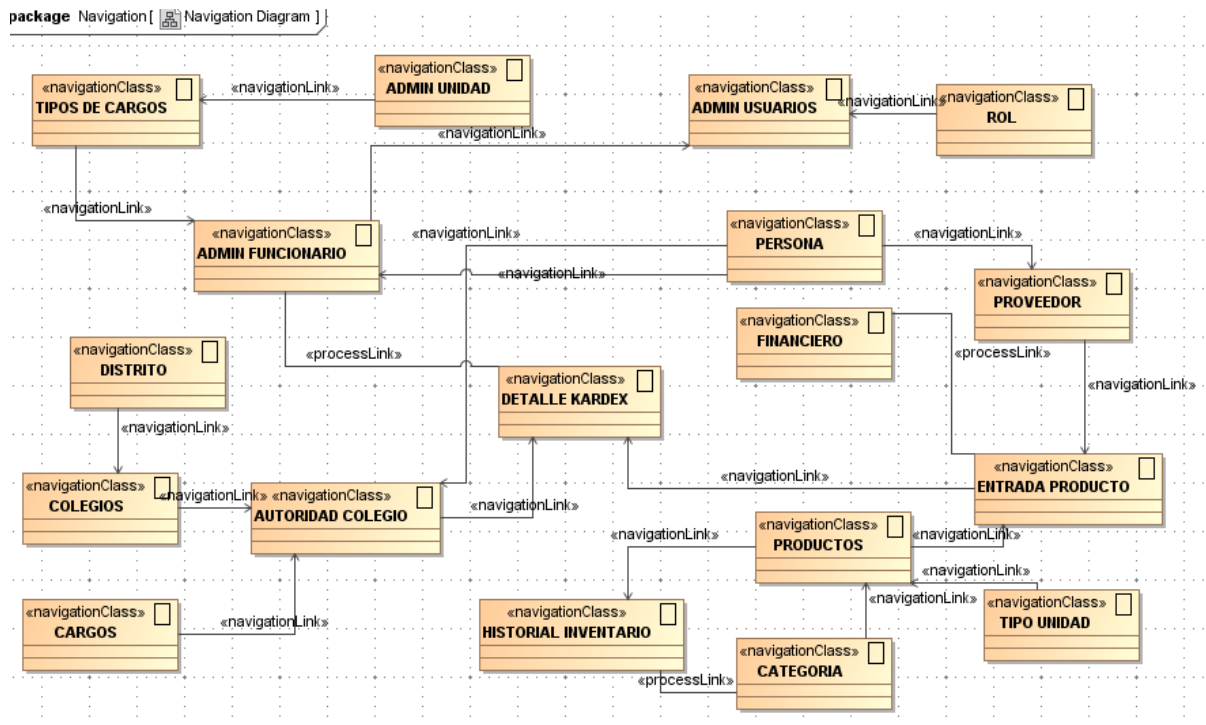 package Navigation [ Navigation Diagram ]
«navigationClass»
TIPOS DE CARGOS
«navigationLink»
«navigationClass»
ADMIN UNIDAD
«navigationClass»
ADMIN USUARIOS
«navigationLink»
«navigationClass»
ROL
«navigationLink»
«navigationLink»
«navigationClass»
ADMIN FUNCIONARIO
«navigationLink»
«navigationClass»
PERSONA
«navigationLink»
«navigationLink»
«navigationClass»
PROVEEDOR
«navigationClass»
FINANCIERO
«processLink»
«navigationLink»
«navigationClass»
DISTRITO
«processLink»
«navigationClass»
DETALLE KARDEX
«navigationLink»
«navigationClass»
COLEGIOS
«navigationLink»
«navigationClass»
AUTORIDAD COLEGIO
«navigationLink»
«navigationLink»
«navigationClass»
ENTRADA PRODUCTO
«navigationLink»
«navigationClass»
PRODUCTOS
«navigationLink»
«navigationLink»
«navigationClass»
CARGOS
«navigationLink»
«navigationClass»
HISTORIAL INVENTARIO
«navigationLink»
«navigationClass»
TIPO UNIDAD
«processLink»
«navigationClass»
CATEGORIA